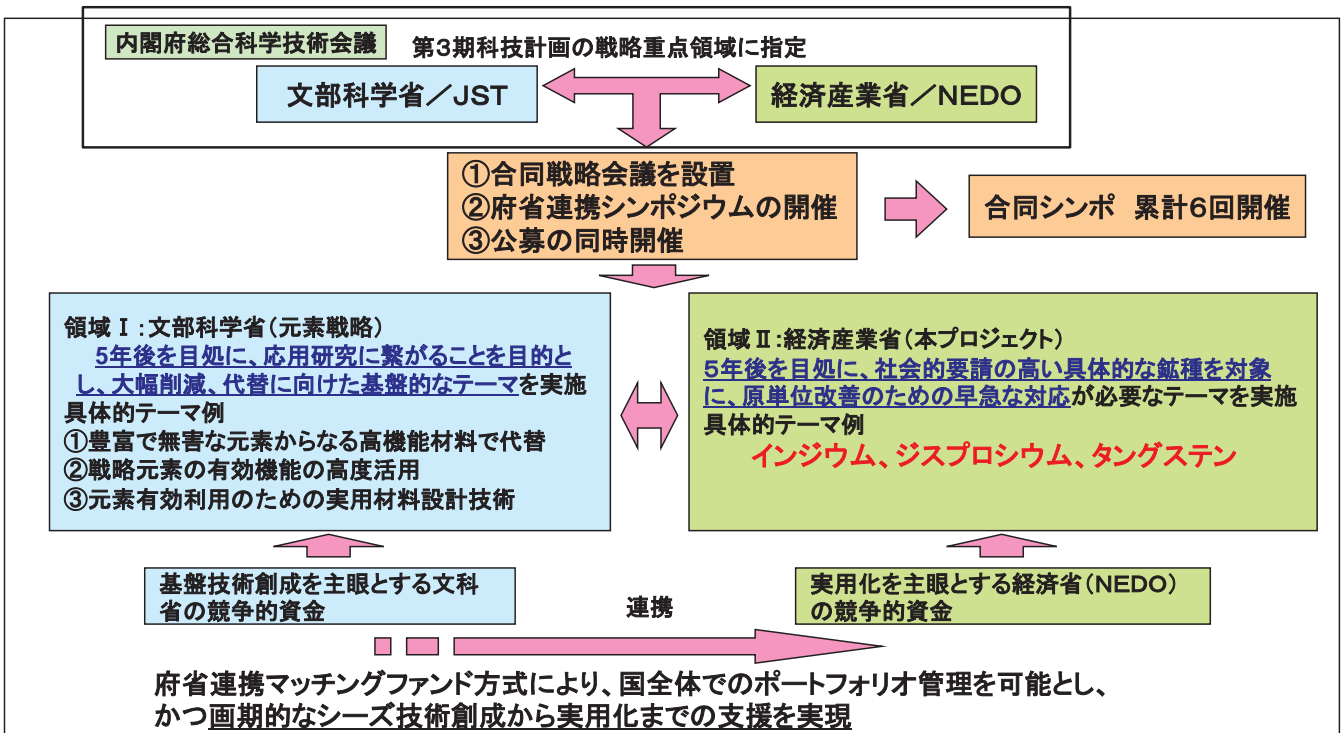 内閣府総合科学技術会議
第3期科技計画の戦略重点領域に指定
文部科学省／JST
経済産業省／NEDO
①合同戦略会議を設置
②府省連携シンポジウムの開催
③公募の同時開催
合同シンポ 累計6回開催
領域Ⅰ：文部科学省（元素戦略）
5年後を目処に、応用研究に繋がることを目的と
し、大幅削減、代替に向けた基盤的なテーマを実施
具体的テーマ例
①豊富で無害な元素からなる高機能材料で代替
②戦略元素の有効機能の高度活用
③元素有効利用のための実用材料設計技術
領域Ⅱ：経済産業省（本プロジェクト）
5年後を目処に、社会的要請の高い具体的な鉱種を対象
に、原単位改善のための早急な対応が必要なテーマを実施
具体的テーマ例
インジウム、ジスプロシウム、タングステン
基盤技術創成を主眼とする文科
省の競争的資金
連携
実用化を主眼とする経済省（NEDO）
の競争的資金
府省連携マッチングファンド方式により、国全体でのポートフォリオ管理を可能とし、
かつ画期的なシーズ技術創成から実用化までの支援を実現